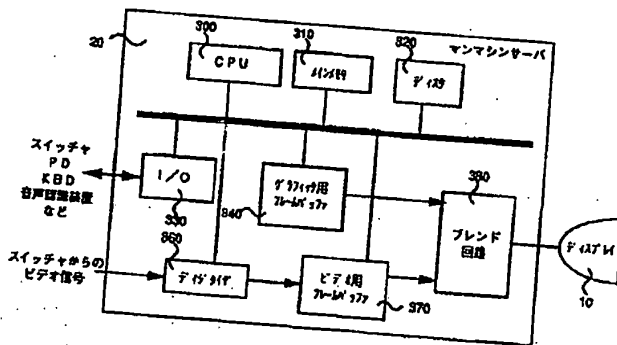 20
300
310
320
マンマシンサーバ
CPU
メインメモリ
ディスク
スイッチャ
PD
KBD
音声認識装置
など
I/O
330
グラフィック用
フレームバッファ
340
380
ブレンド
回路
ディスプレイ
10
スイッチャからの
ビデオ信号
360
ディジタイザ
ビデオ用
フレームバッファ
370